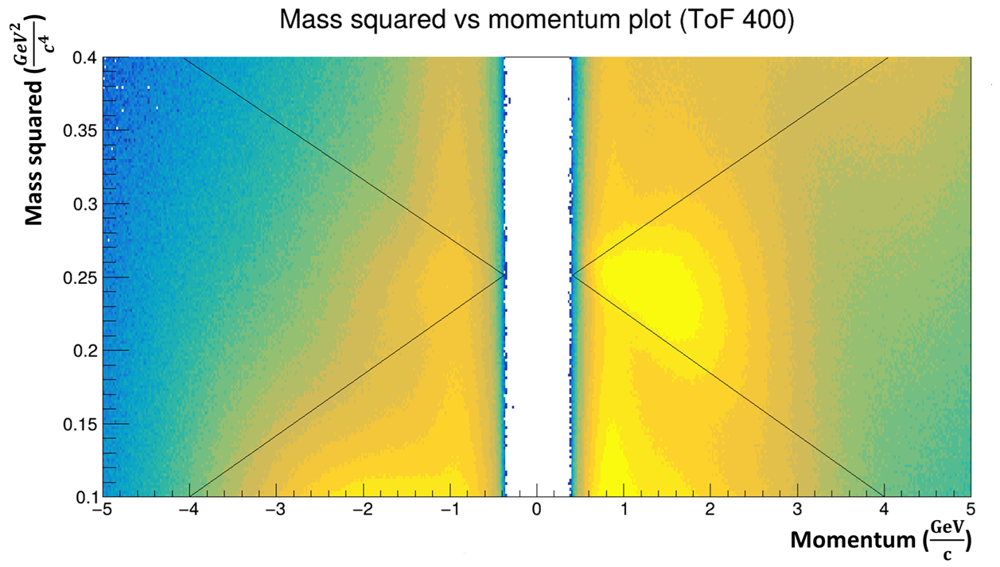 Mass squared vs momentum plot (ToF 400)
Mass squared (GeV²/c⁴)
0.4
0.35
0.3
0.25
0.2
0.15
0.1
−5 −4 −3 −2 −1 0 1 2 3 4 5
Momentum (GeV/c)